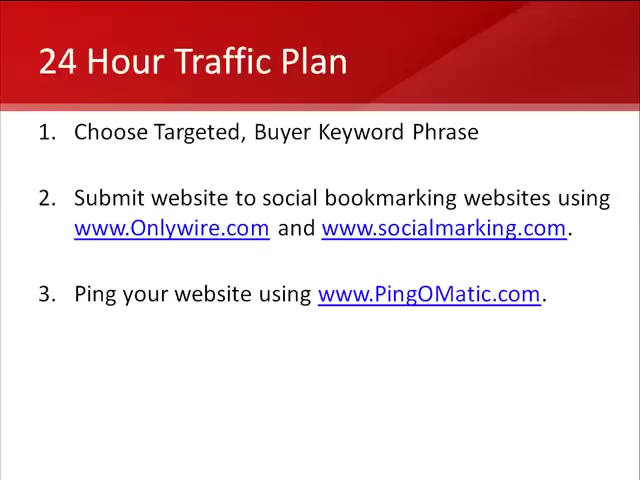 24 Hour Traffic Plan
1. Choose Targeted, Buyer Keyword Phrase
2. Submit website to social bookmarking websites using
www.Onlywire.com and www.socialmarking.com.
3. Ping your website using www.PingOMatic.com.